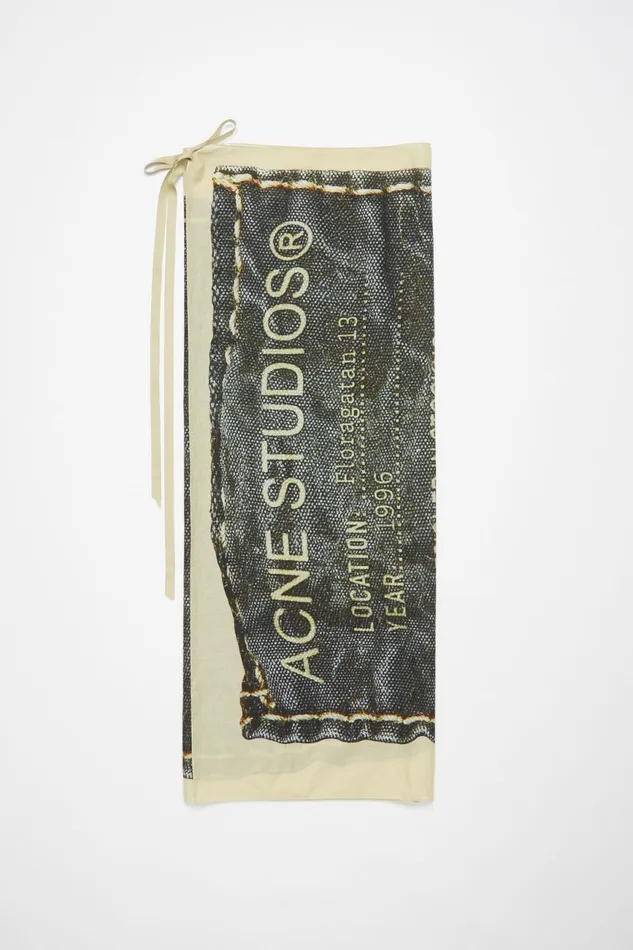 ACNE STUDIOS®
LOCATION: Floragatan 13
YEAR 1996